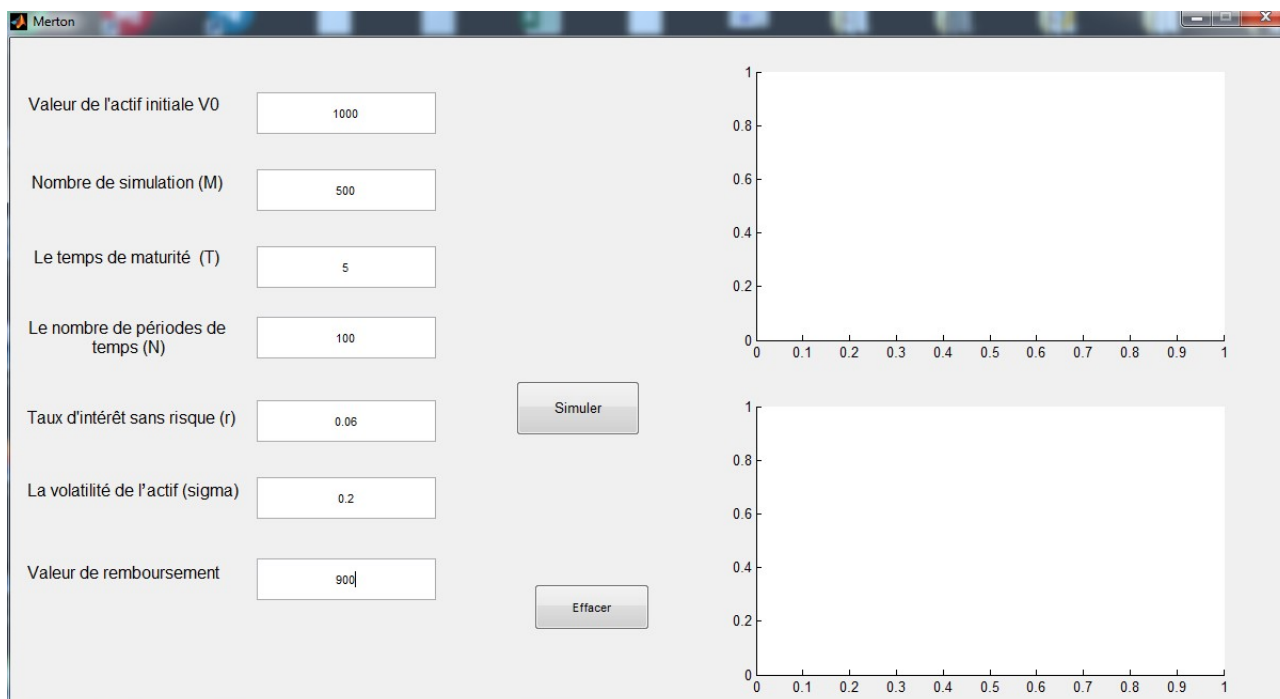 Merton
Valeur de l'actif initiale V0
1000
Nombre de simulation (M)
500
Le temps de maturité (T)
5
Le nombre de périodes de
temps (N)
100
Taux d'intérêt sans risque (r)
0.06
La volatilité de l'actif (sigma)
0.2
Valeur de remboursement
900
Simuler
Effacer
1
0.8
0.6
0.4
0.2
0
0 0.1 0.2 0.3 0.4 0.5 0.6 0.7 0.8 0.9 1
1
0.8
0.6
0.4
0.2
0
0 0.1 0.2 0.3 0.4 0.5 0.6 0.7 0.8 0.9 1